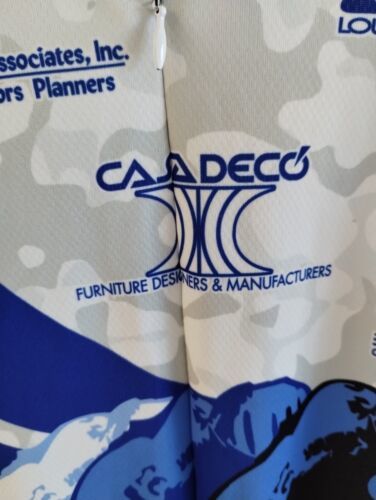 ssociates, Inc.
ors Planners
LOU
CASADECÓ
FURNITURE DESIGNERS & MANUFACTURERS